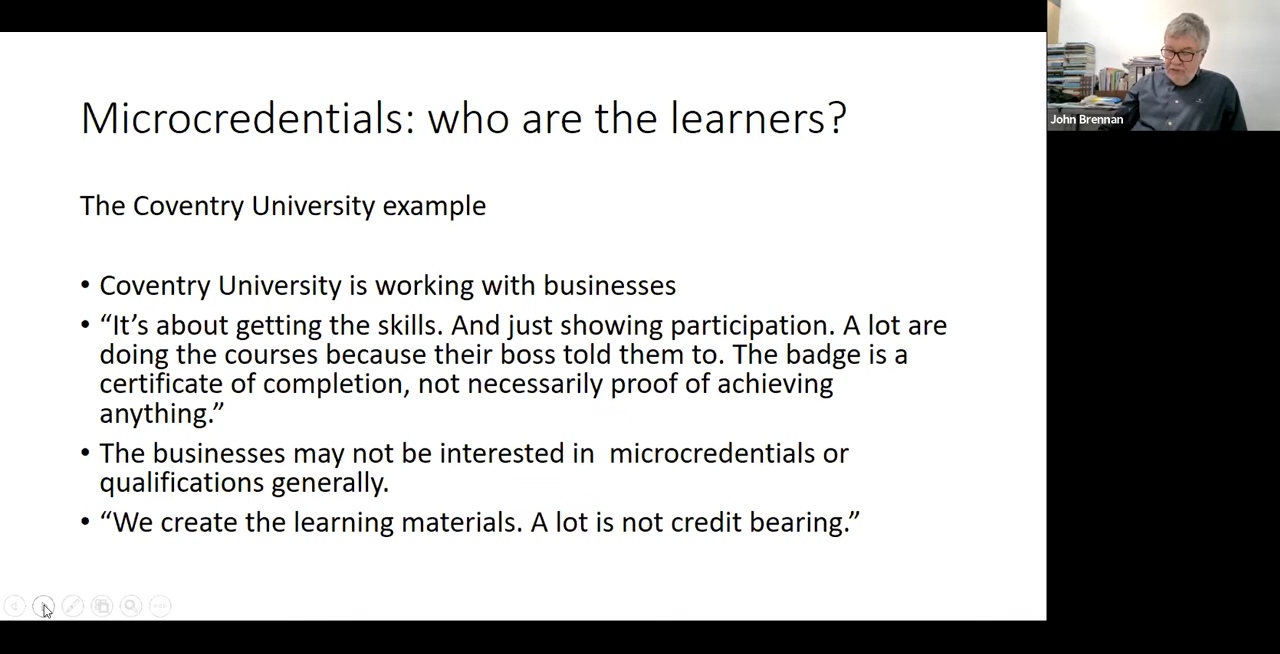 Microcredentials: who are the learners?
The Coventry University example
• Coventry University is working with businesses
• “It’s about getting the skills. And just showing participation. A lot are
doing the courses because their boss told them to. The badge is a
certificate of completion, not necessarily proof of achieving
anything.”
• The businesses may not be interested in  microcredentials or
qualifications generally.
• “We create the learning materials. A lot is not credit bearing.”
John Brennan